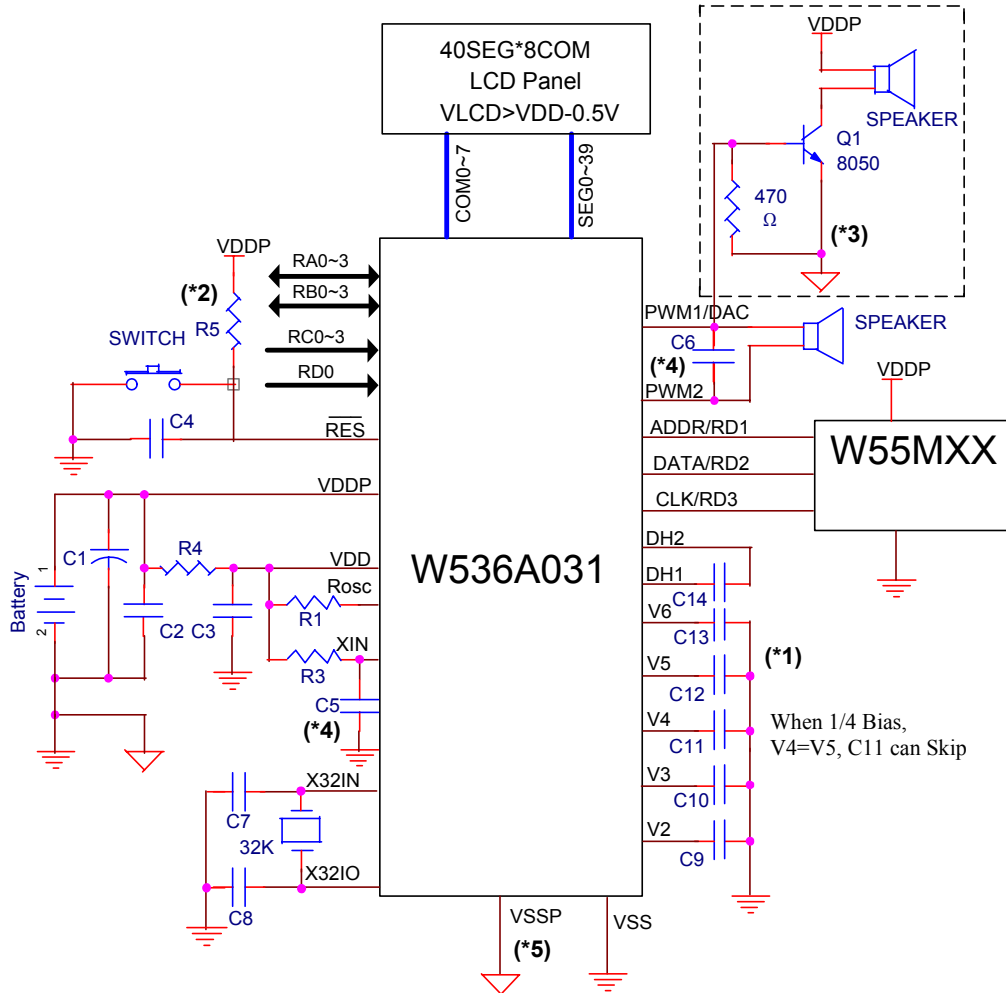 40SEG*8COM
LCD Panel
VLCD>VDD-0.5V
COM0~7
SEG0~39
VDDP
SPEAKER
Q1
8050
470
Ω
(*3)
VDDP
(*2)
R5
SWITCH
C4
RA0~3
RB0~3
RC0~3
RD0
RES
PWM1/DAC
C6
(*4)
PWM2
SPEAKER
VDDP
ADDR/RD1
DATA/RD2
CLK/RD3
W55MXX
VDDP
C1
R4
VDD
Rosc
R1
Battery
1
2
C2
C3
XIN
R3
C5
(*4)
W536A031
DH2
DH1
C14
V6
C13
(*1)
V5
C12
V4
C11
When 1/4 Bias,
V4=V5, C11 can Skip
V3
C10
V2
C9
X32IN
C7
32K
X32IO
C8
VSSP
(*5)
VSS